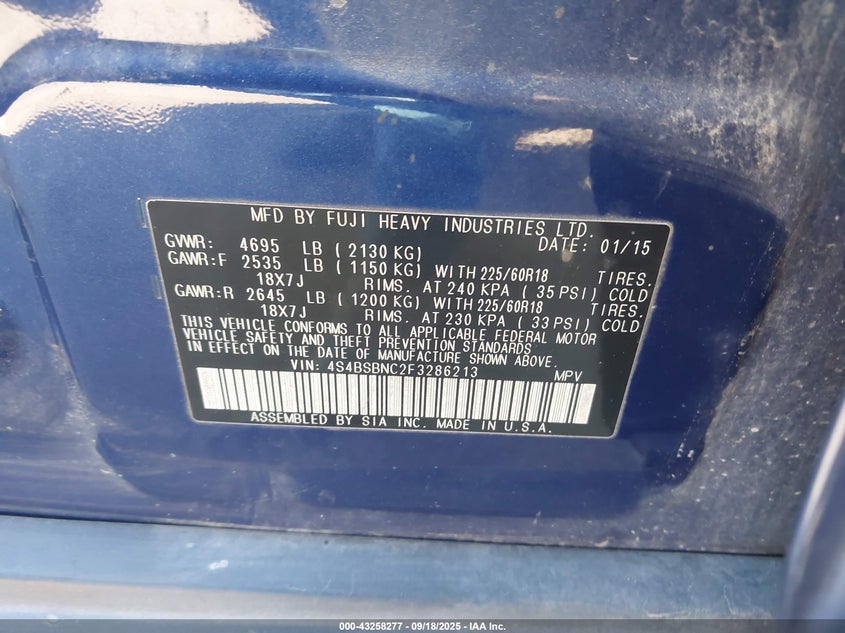 MFD BY FUJI HEAVY INDUSTRIES LTD.
GVWR: 4695 LB ( 2130 KG) DATE: 01/15
GAWR:F 2535 LB ( 1150 KG) WITH 225/60R18 TIRES.
18X7J RIMS. AT 240 KPA ( 35 PSI) COLD
GAWR:R 2645 LB ( 1200 KG) WITH 225/60R18 TIRES.
18X7J RIMS. AT 230 KPA ( 33 PSI) COLD
THIS VEHICLE CONFORMS TO ALL APPLICABLE FEDERAL MOTOR
VEHICLE SAFETY AND THEFT PREVENTION STANDARDS
IN EFFECT ON THE DATE OF MANUFACTURE SHOWN ABOVE.
VIN: 4S4BSBNC2F3286213 MPV
ASSEMBLED BY SIA INC. MADE IN U.S.A.
000-43258277 - 09/18/2025 - IAA Inc.